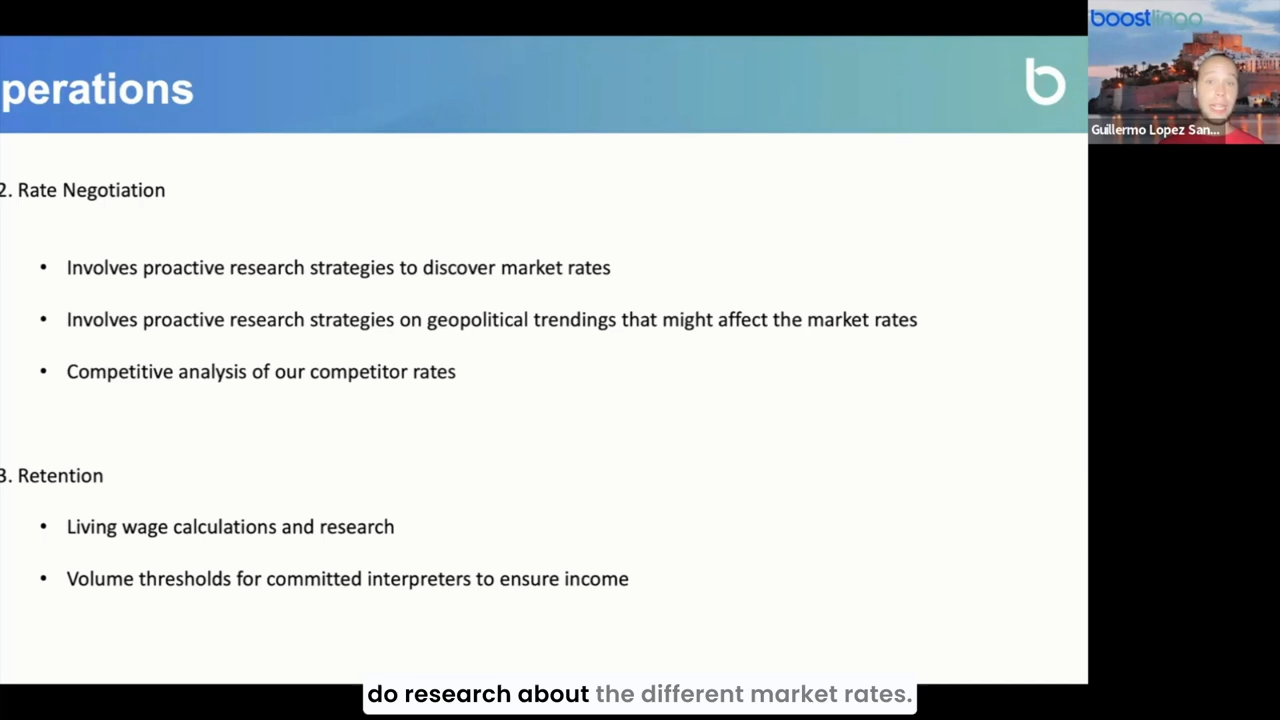 boostlingo
Guillermo Lopez San...
perations
b
2. Rate Negotiation
• Involves proactive research strategies to discover market rates
• Involves proactive research strategies on geopolitical trendings that might affect the market rates
• Competitive analysis of our competitor rates
3. Retention
• Living wage calculations and research
• Volume thresholds for committed interpreters to ensure income
do research about the different market rates.